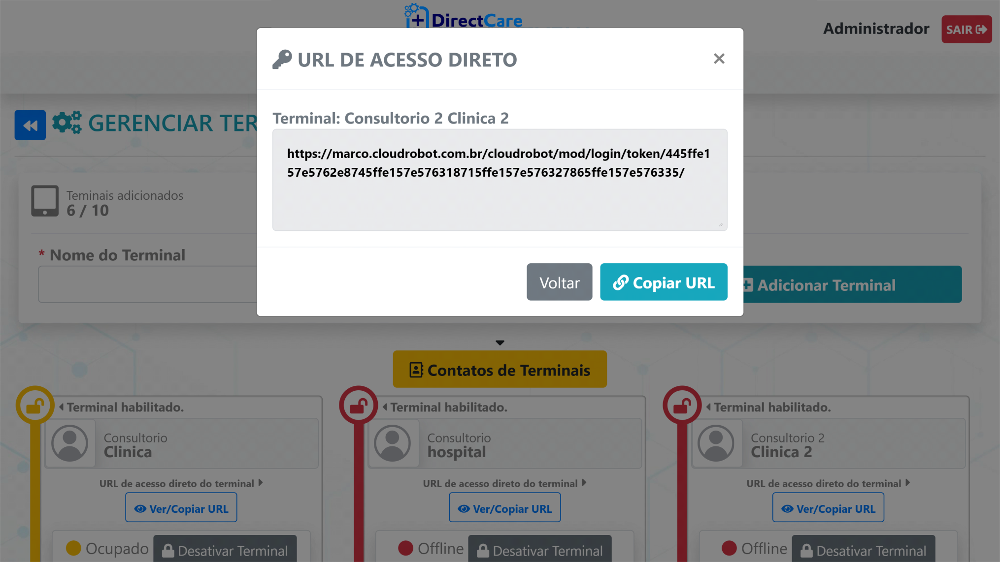 DirectCare
Administrador
SAIR
URL DE ACESSO DIRETO
×
GERENCIAR TER
Terminal: Consultorio 2 Clinica 2
https://marco.cloudrobot.com.br/cloudrobot/mod/login/token/445ffe1
57e5762e8745ffe157e576318715ffe157e576327865ffe157e576335/
Teminais adicionados
6 / 10
* Nome do Terminal
Voltar
Copiar URL
Adicionar Terminal
Contatos de Terminais
Terminal habilitado.
Consultorio
Clinica
URL de acesso direto do terminal
Ver/Copiar URL
Ocupado
Desativar Terminal
Terminal habilitado.
Consultorio
hospital
URL de acesso direto do terminal
Ver/Copiar URL
Offline
Desativar Terminal
Terminal habilitado.
Consultorio 2
Clinica 2
URL de acesso direto do terminal
Ver/Copiar URL
Offline
Desativar Terminal